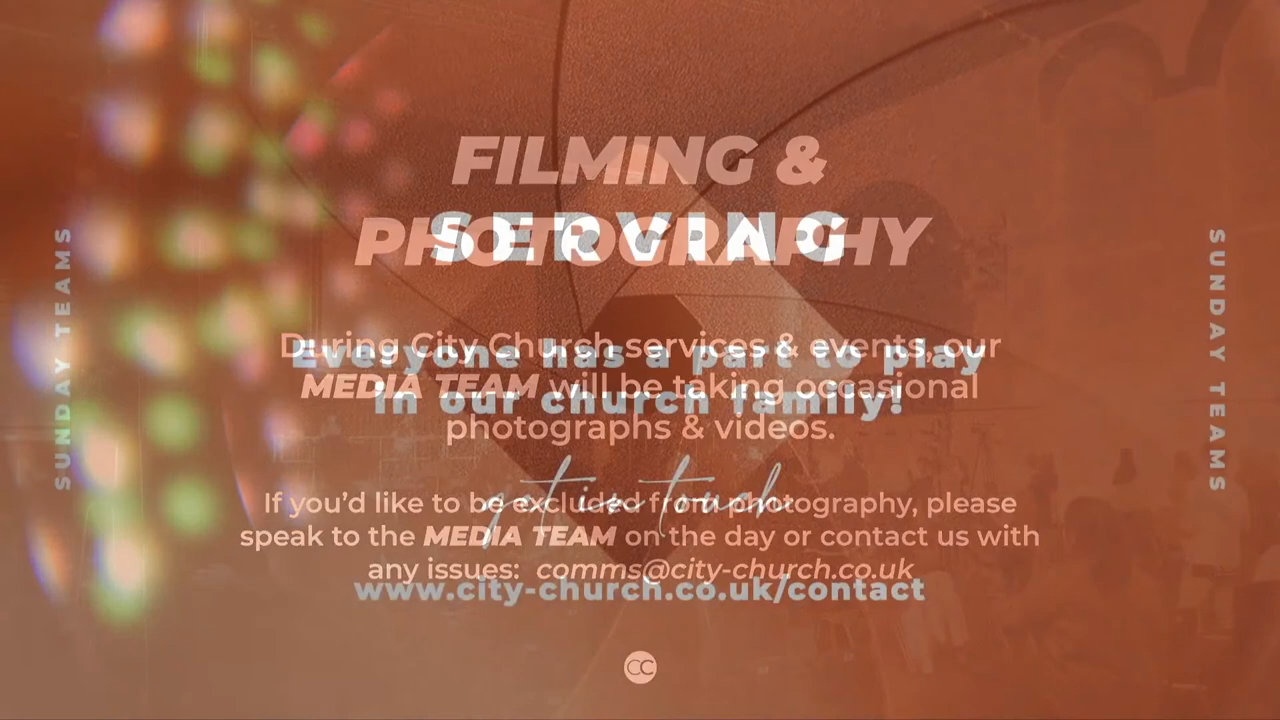 FILMING &
PHOTOGRAPHY
SERVING
SUNDAY TEAMS
SUNDAY TEAMS
During City Church services & events, our
MEDIA TEAM will be taking occasional
photographs & videos.
Everyone has a part to play
in our church family!
get in touch
If you’d like to be excluded from photography, please
speak to the MEDIA TEAM on the day or contact us with
any issues: comms@city-church.co.uk
www.city-church.co.uk/contact
CC